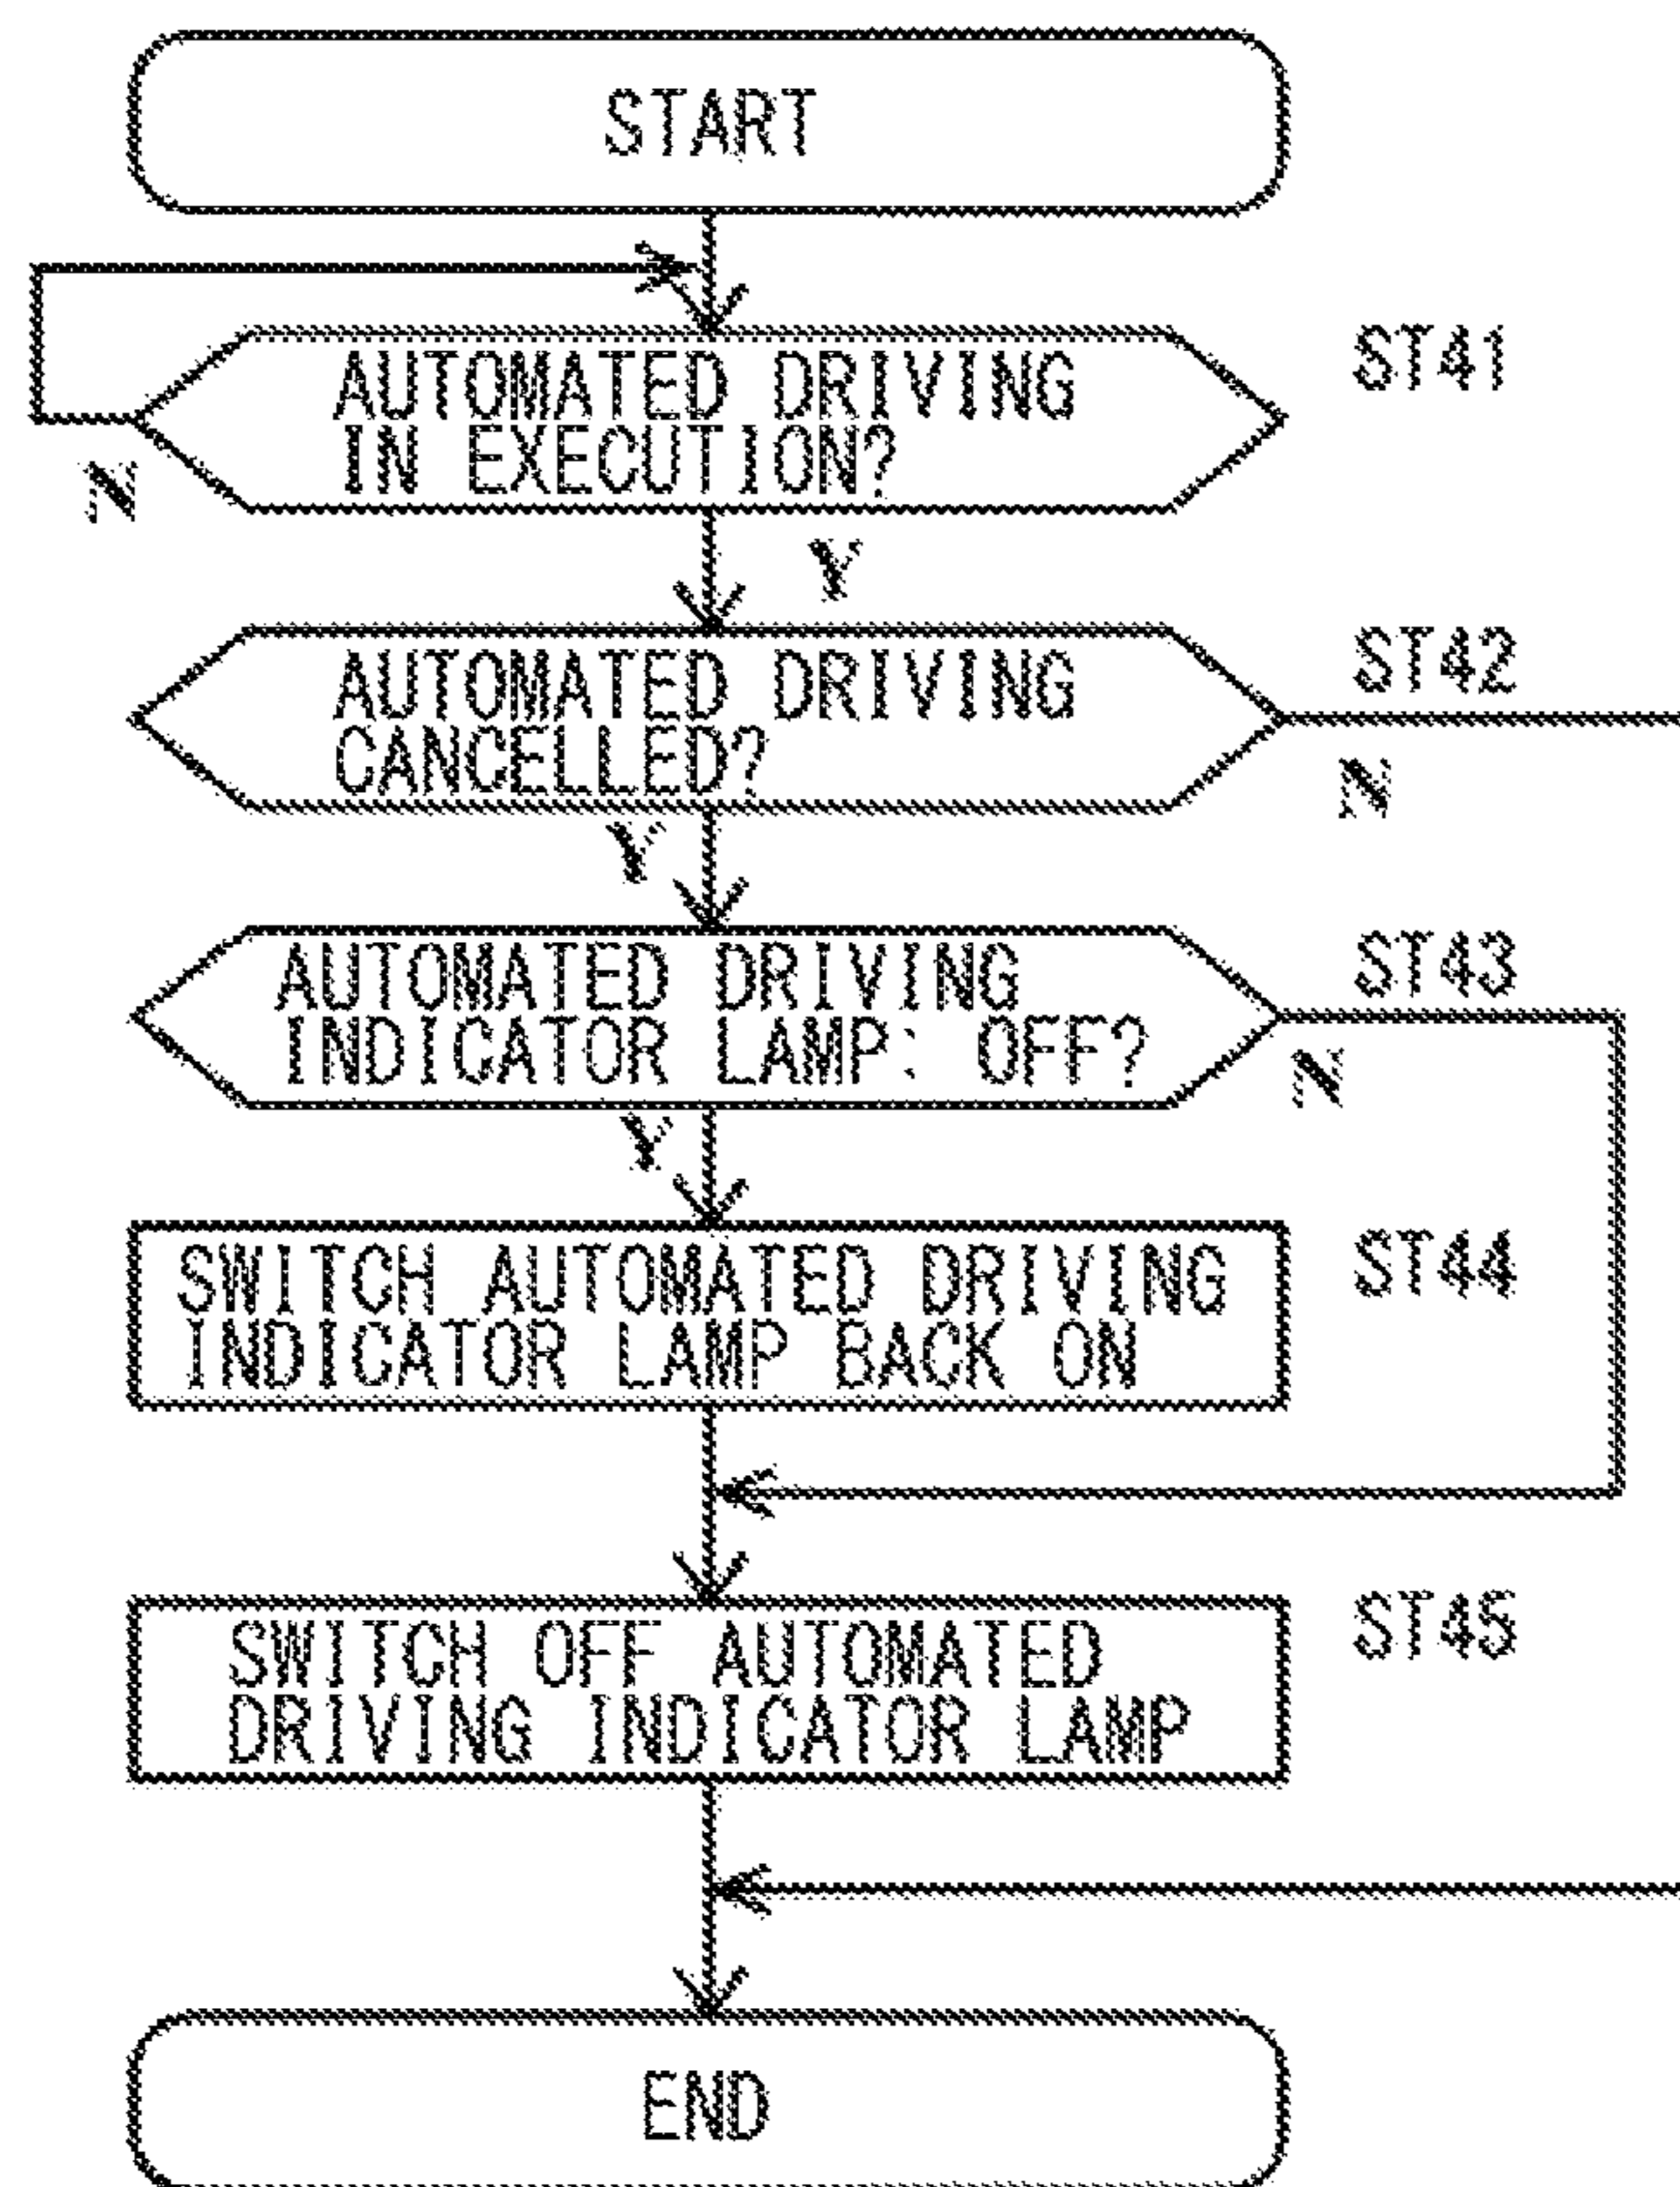 START
AUTOMATED DRIVING
IN EXECUTION?
ST41
N
Y
AUTOMATED DRIVING
CANCELLED?
ST42
N
Y
AUTOMATED DRIVING
INDICATOR LAMP: OFF?
ST43
N
Y
SWITCH AUTOMATED DRIVING
INDICATOR LAMP BACK ON
ST44
SWITCH OFF AUTOMATED
DRIVING INDICATOR LAMP
ST45
END